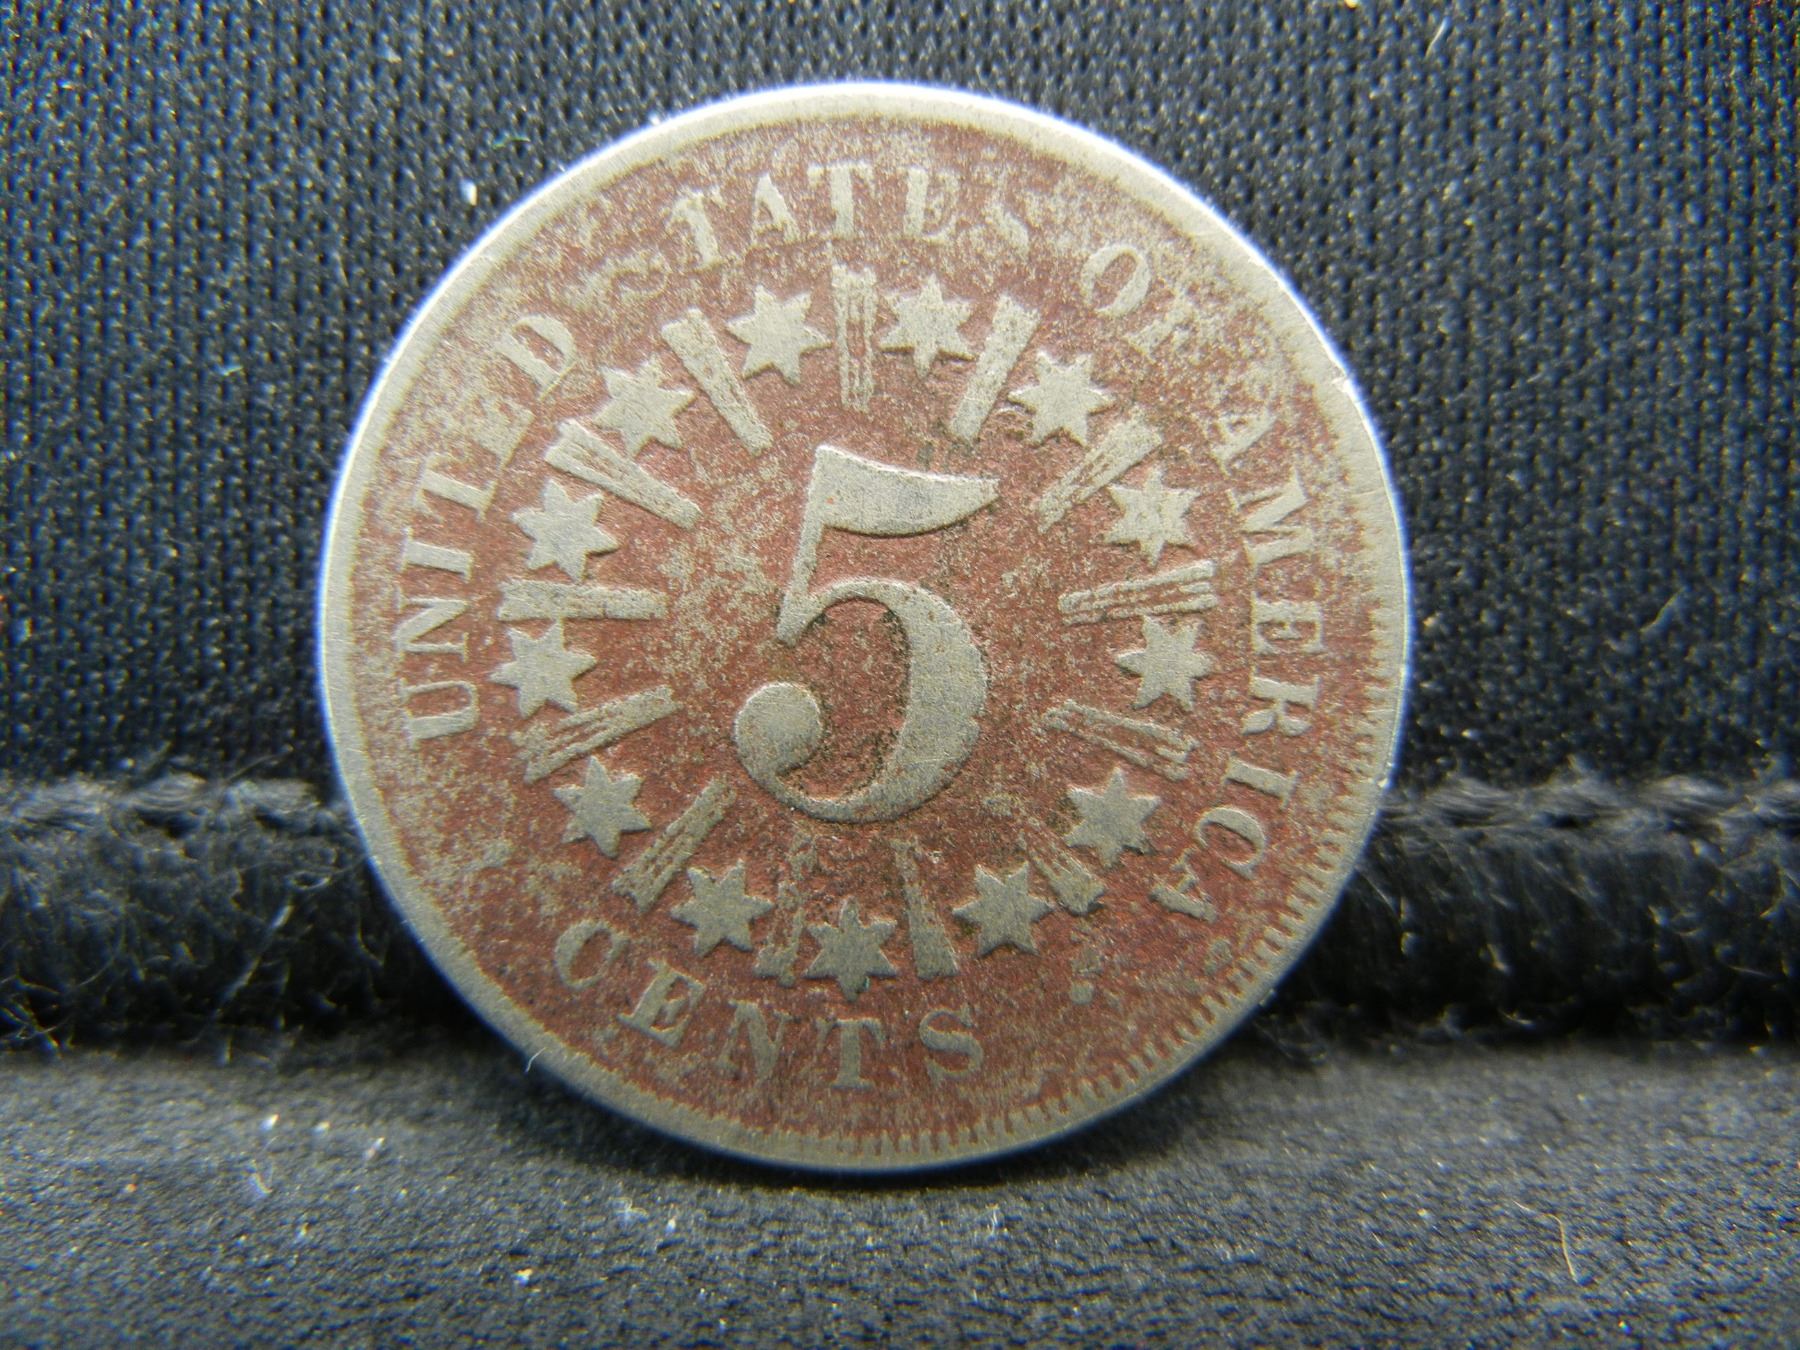 UNITED STATES OF AMERICA
5
CENTS